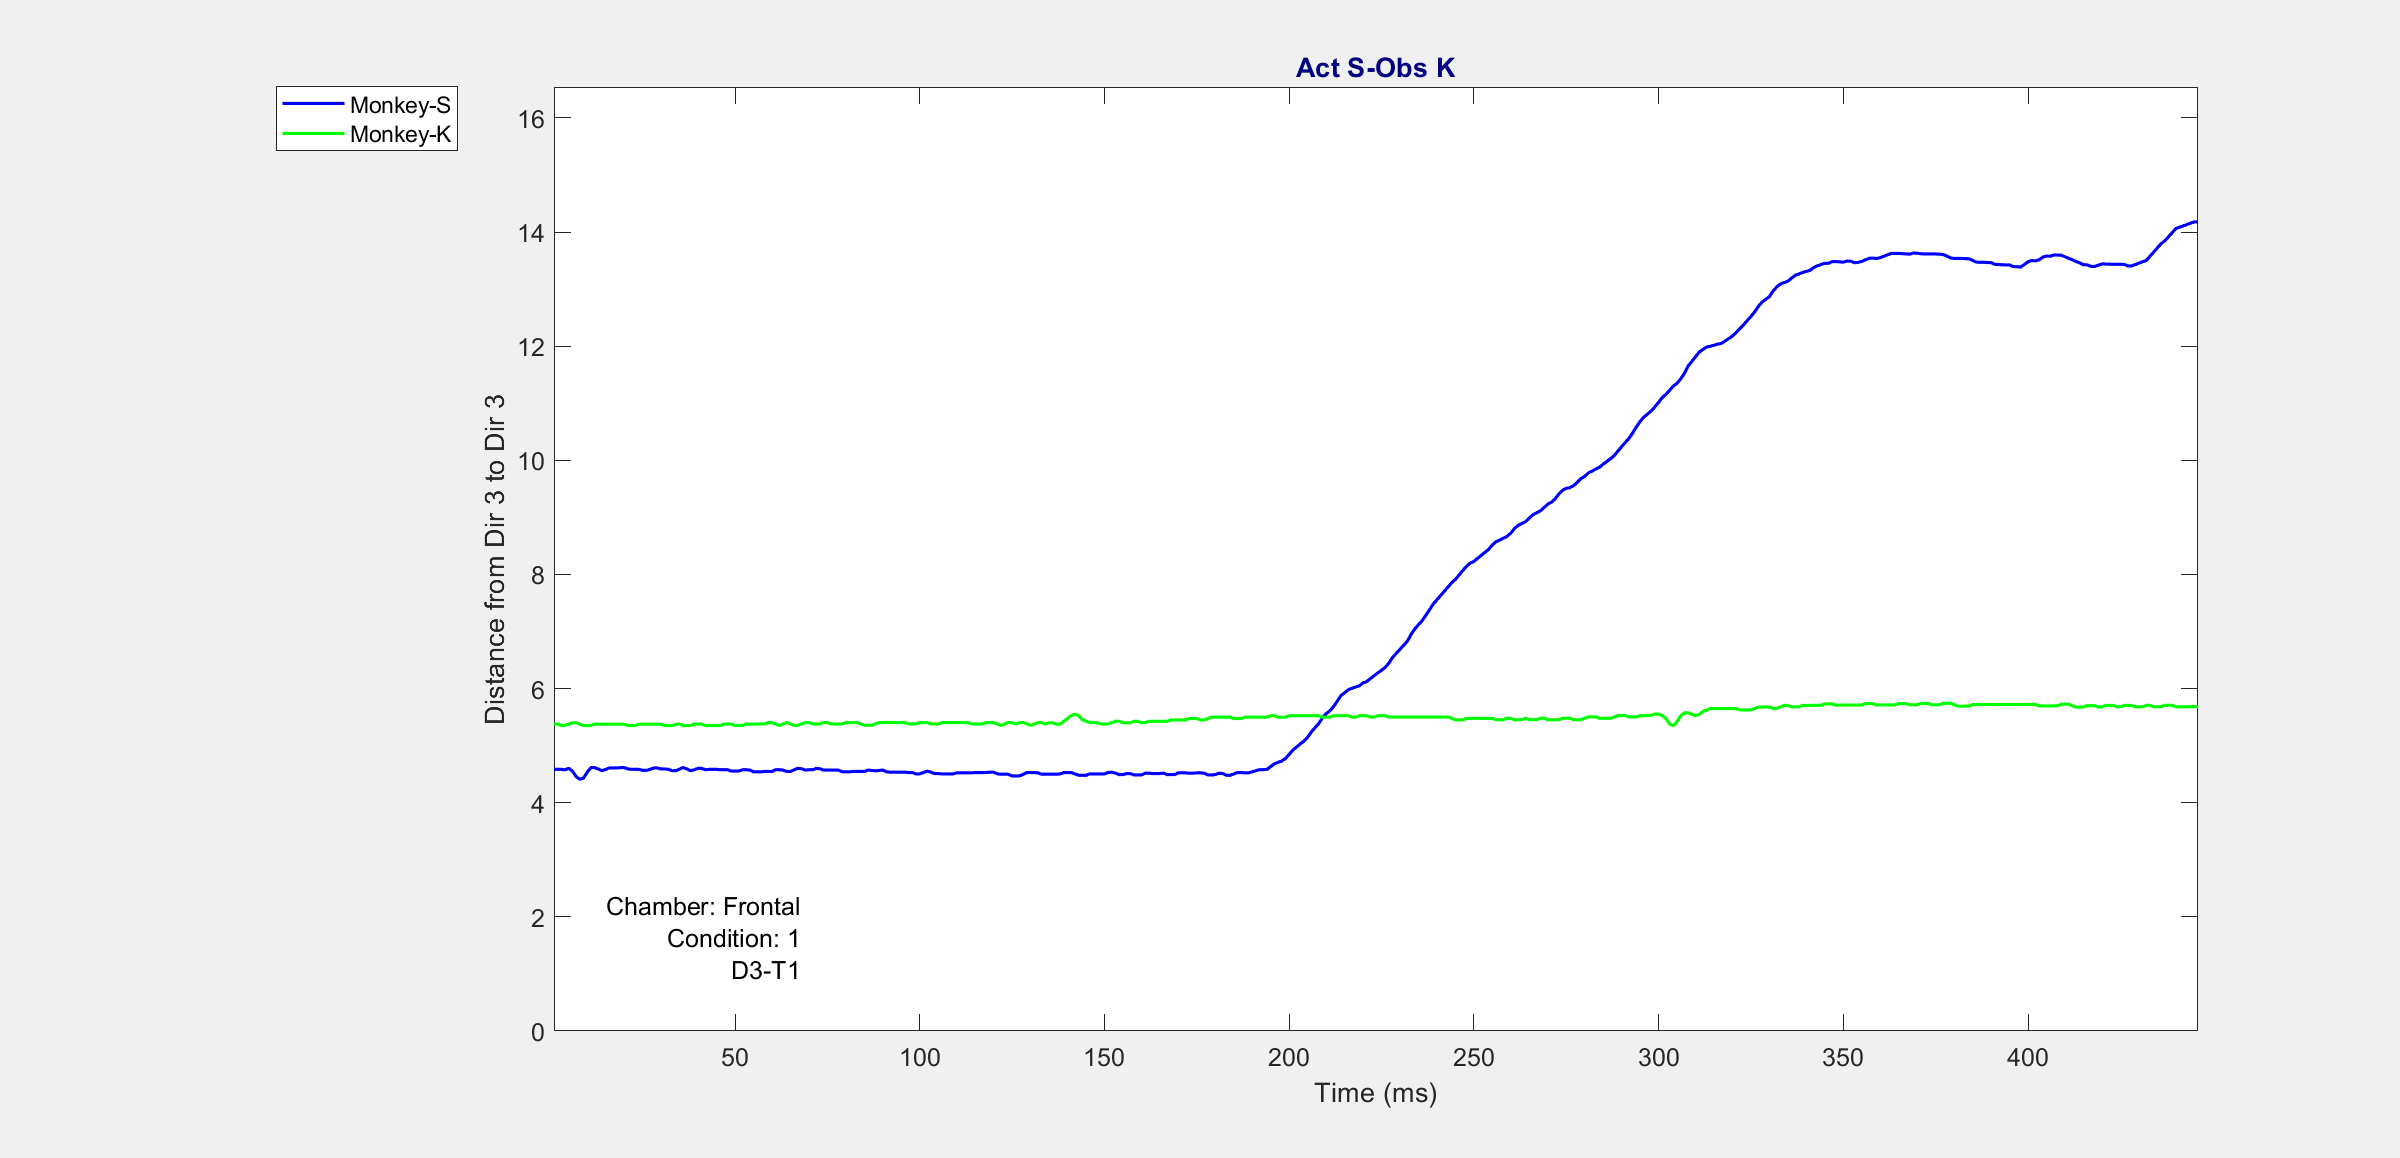 Act S-Obs K
Monkey-S
Monkey-K
16
14
12
10
8
6
4
2
0
Distance from Dir 3 to Dir 3
Chamber: Frontal
Condition: 1
D3-T1
50 100 150 200 250 300 350 400
Time (ms)